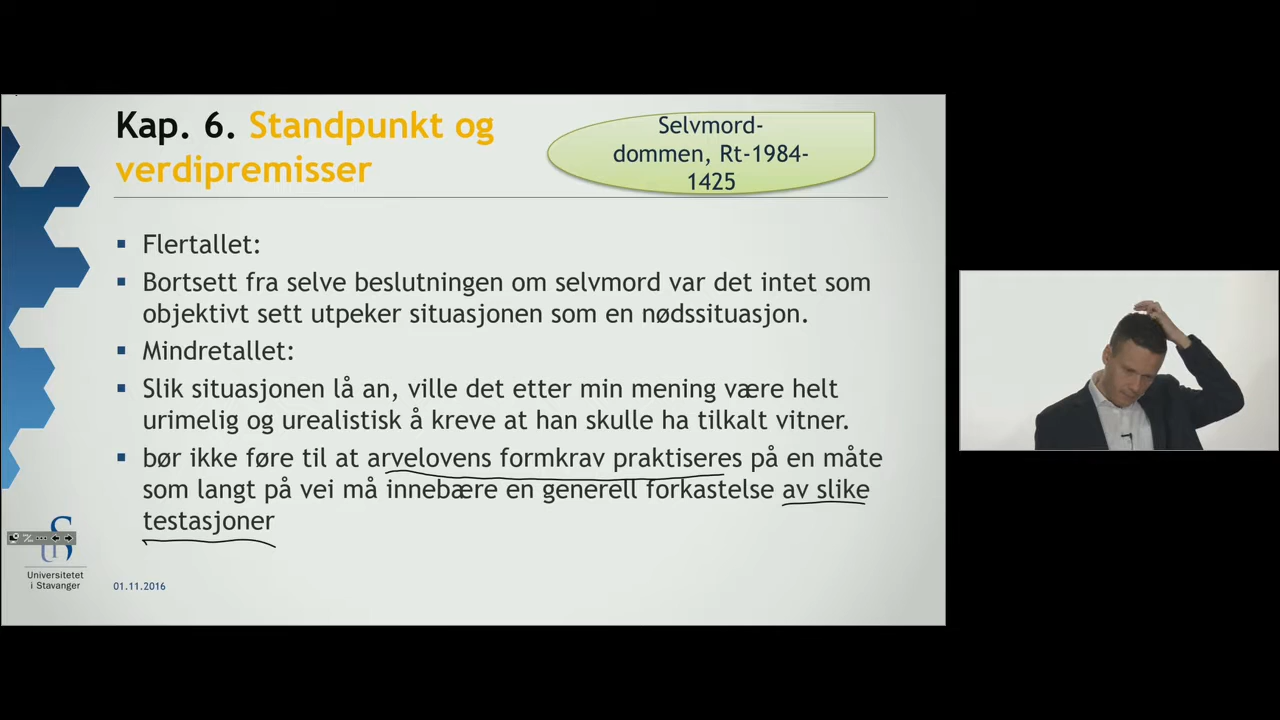 Kap. 6. Standpunkt og
verdipremisser
Selvmord-
dommen, Rt-1984-
1425
Flertallet:
Bortsett fra selve beslutningen om selvmord var det intet som
objektivt sett utpeker situasjonen som en nødssituasjon.
Mindretallet:
Slik situasjonen lå an, ville det etter min mening være helt
urimelig og urealistisk å kreve at han skulle ha tilkalt vitner.
bør ikke føre til at arvelovens formkrav praktiseres på en måte
som langt på vei må innebære en generell forkastelse av slike
testasjoner
Universitetet
i Stavanger
01.11.2016